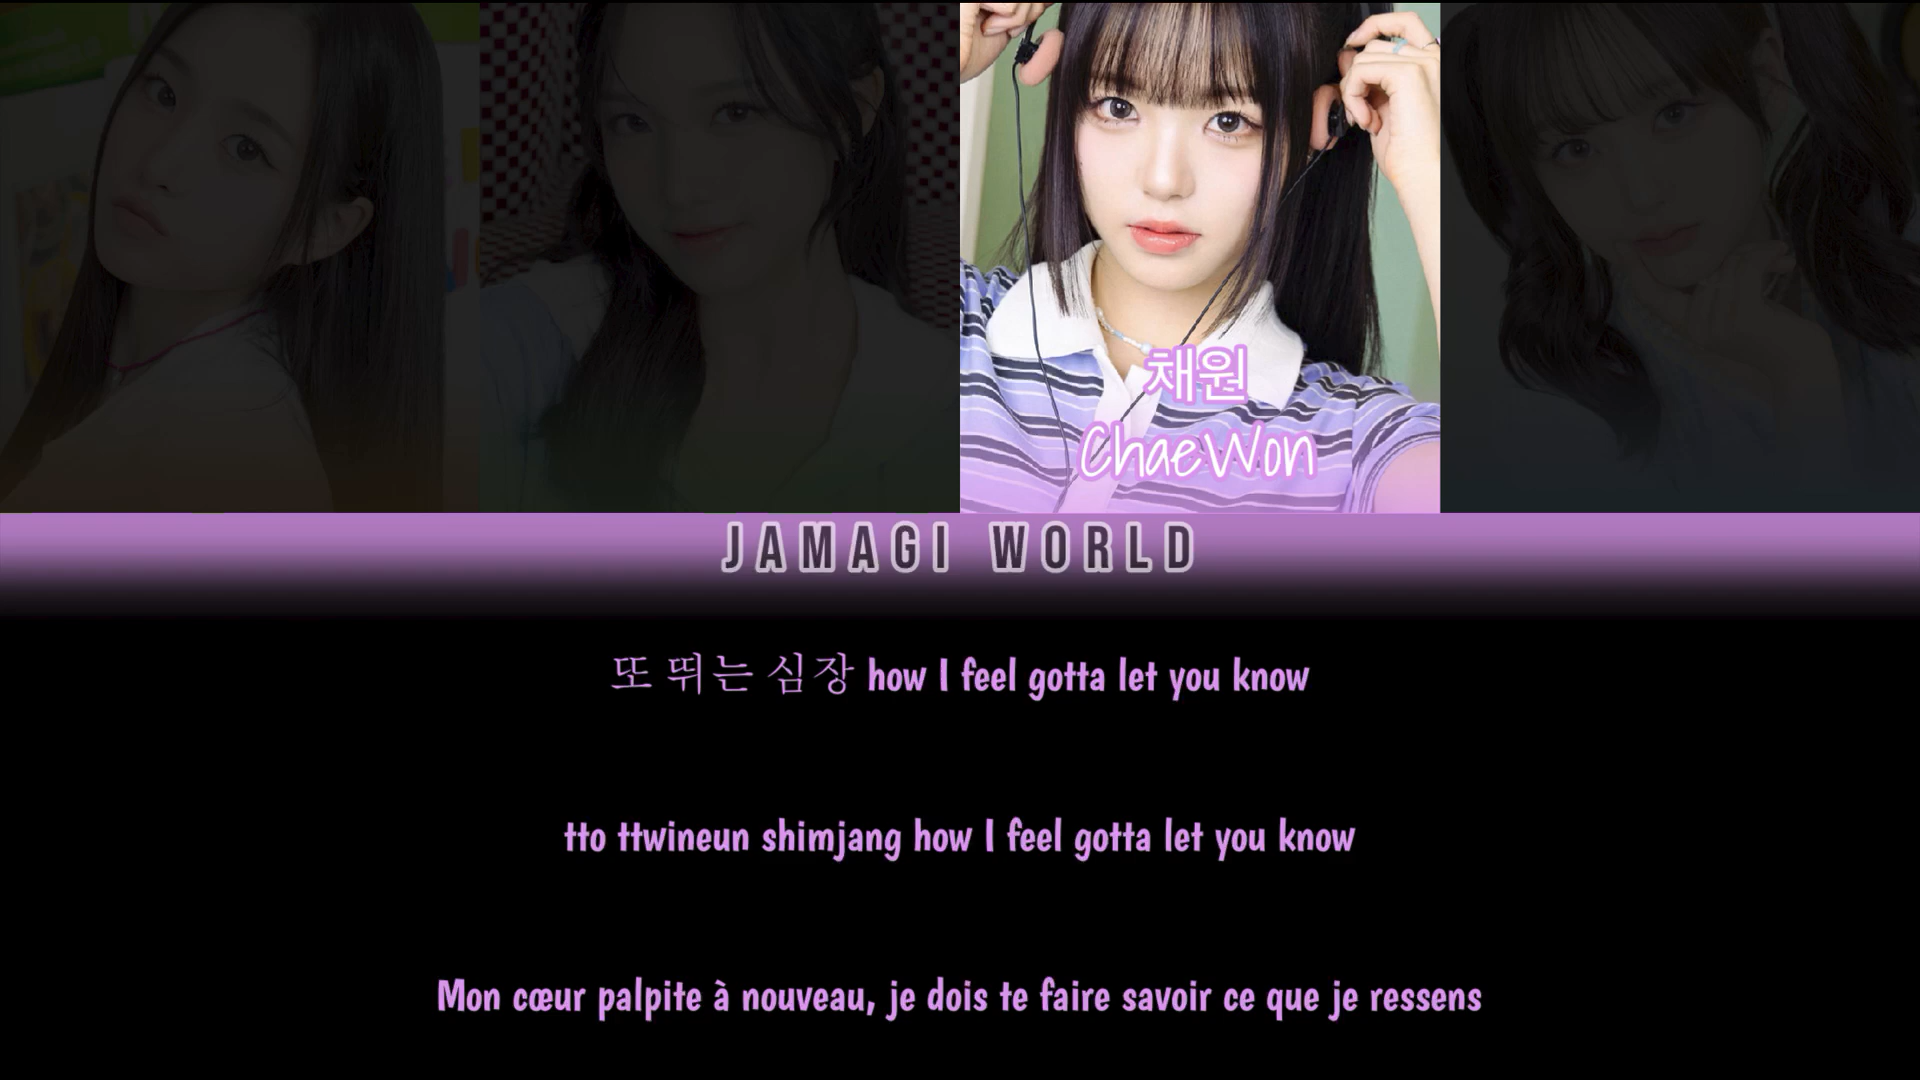 채원
ChaeWon
JAMAGI WORLD
또 뛰는 심장 how I feel gotta let you know
tto ttwineun shimjang how I feel gotta let you know
Mon cœur palpite à nouveau, je dois te faire savoir ce que je ressens